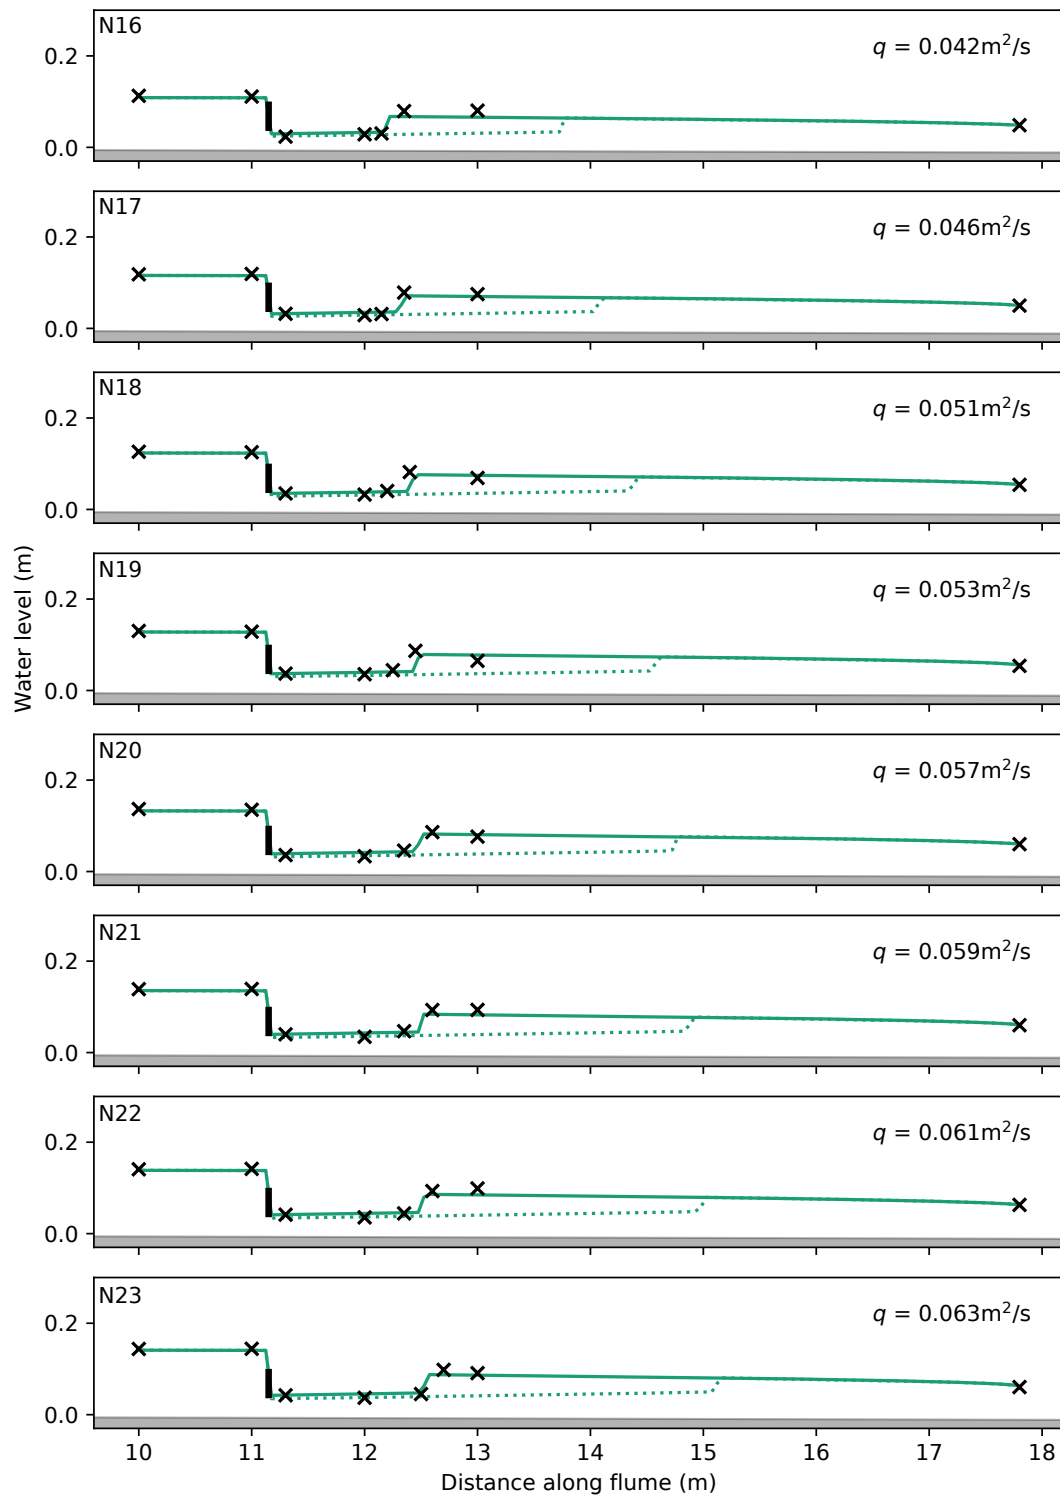 N16
q = 0.042m²/s
0.2
0.0
N17
q = 0.046m²/s
0.2
0.0
N18
q = 0.051m²/s
0.2
0.0
N19
q = 0.053m²/s
0.2
0.0
Water level (m)
N20
q = 0.057m²/s
0.2
0.0
N21
q = 0.059m²/s
0.2
0.0
N22
q = 0.061m²/s
0.2
0.0
N23
q = 0.063m²/s
0.2
0.0
10 11 12 13 14 15 16 17 18
Distance along flume (m)